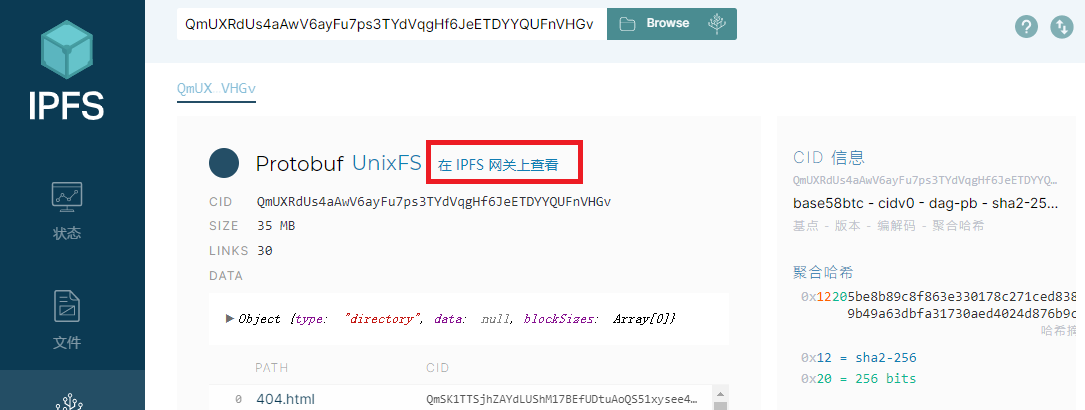 QmUXRdUs4aAwV6ayFu7ps3TYdVqgHf6JeETDYYQUFnVHGv
Browse
?
IPFS
QmUX…VHGv
Protobuf UnixFS 在 IPFS 网关上查看
CID QmUXRdUs4aAwV6ayFu7ps3TYdVqgHf6JeETDYYQUFnVHGv
SIZE 35 MB
LINKS 30
DATA
▶ Object {type: "directory", data: null, blockSizes: Array[0]}
PATH CID
0 404.html QmSK1TTSjhZAYdLUShM17BEfUDtuAoQS51xysee4…
状态
文件
CID 信息
QmUXRdUs4aAwV6ayFu7ps3TYdVqgHf6JeETDYYQ…
base58btc - cidv0 - dag-pb - sha2-25…
基点 - 版本 - 编解码 - 聚合哈希
聚合哈希
0x12205be8b89c8f863e330178c271ced838
9b49a63dbfa31730aed4024d876b9c
哈希摘
0x12 = sha2-256
0x20 = 256 bits